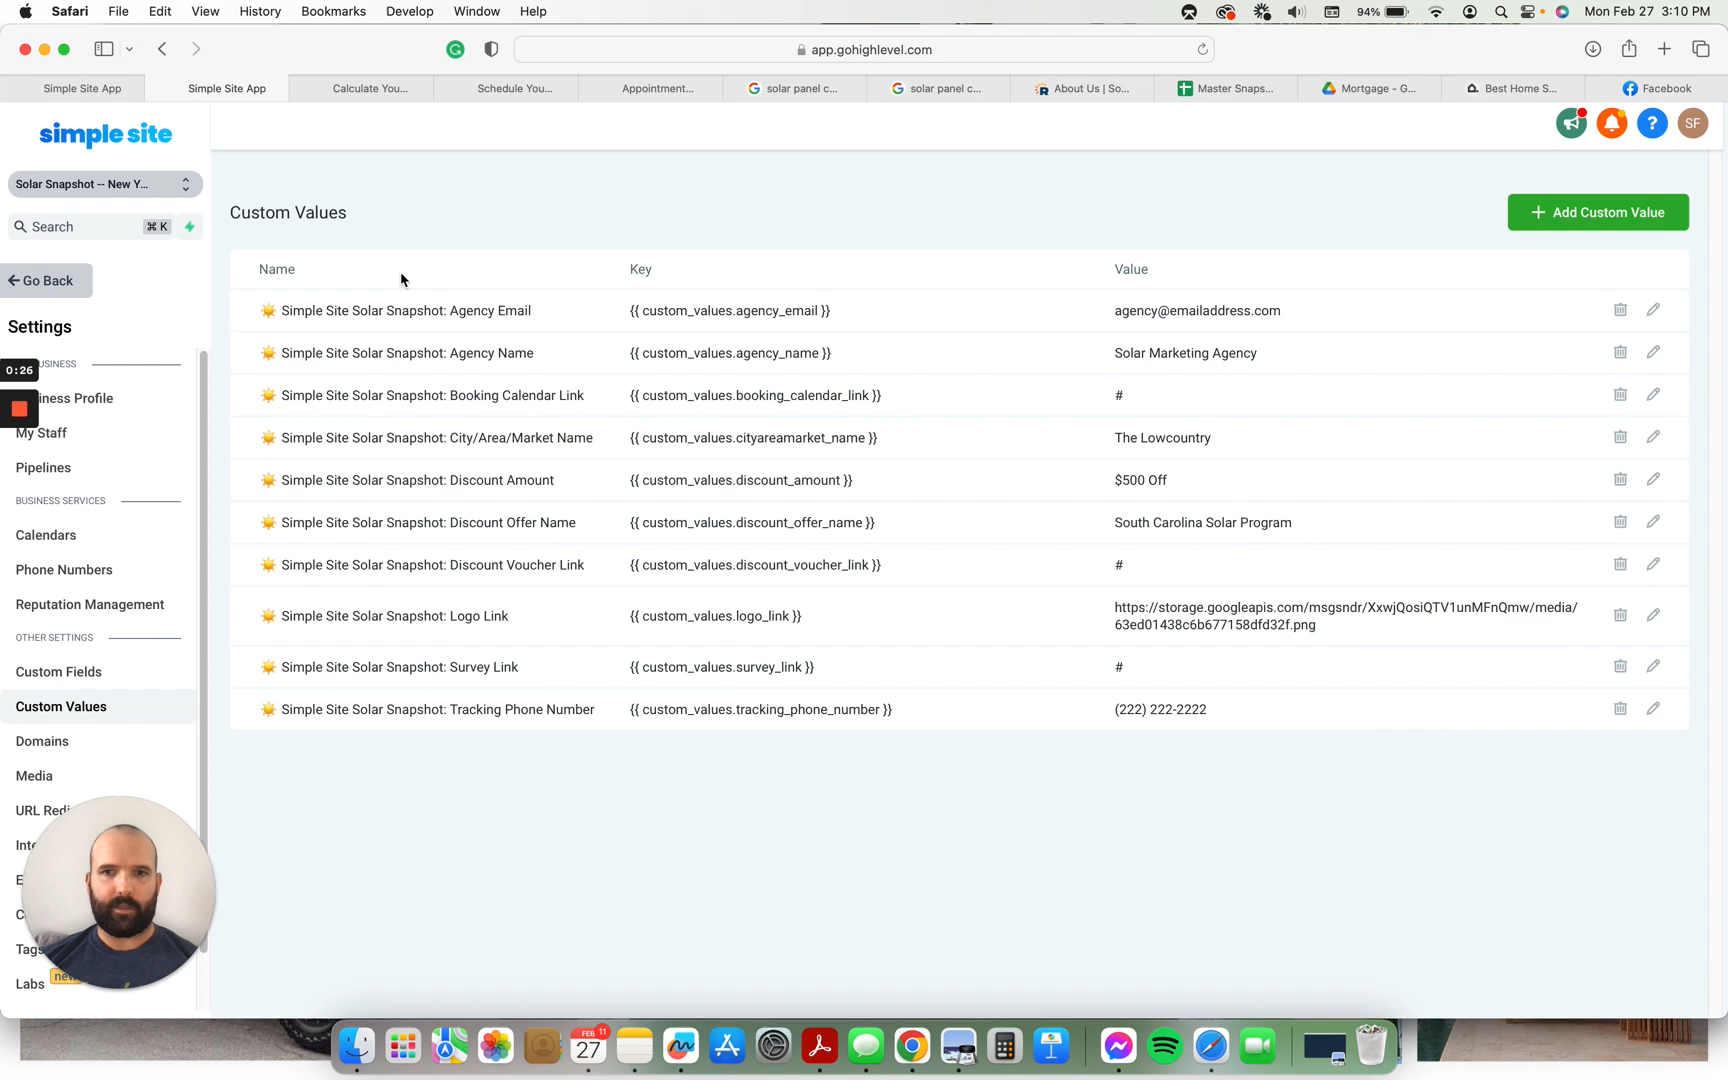 Safari File Edit View History Bookmarks Develop Window Help 94% Mon Feb 27 3:10 PM
app.gohighlevel.com
Simple Site App Simple Site App Calculate You... Schedule You... Appointment... solar panel c... solar panel c... About Us | So... Master Snaps... Mortgage - G... Best Home S... Facebook
simple site
? SF
Solar Snapshot -- New Y...
Search ⌘ K
Go Back
Settings
0:26
USINESS
iness Profile
My Staff
Pipelines
BUSINESS SERVICES
Calendars
Phone Numbers
Reputation Management
OTHER SETTINGS
Custom Fields
Custom Values
Domains
Media
URL Redi
Inte
E
C
Tags
Labs new
Custom Values
+ Add Custom Value
Name Key Value
Simple Site Solar Snapshot: Agency Email {{ custom_values.agency_email }} agency@emailaddress.com
Simple Site Solar Snapshot: Agency Name {{ custom_values.agency_name }} Solar Marketing Agency
Simple Site Solar Snapshot: Booking Calendar Link {{ custom_values.booking_calendar_link }} #
Simple Site Solar Snapshot: City/Area/Market Name {{ custom_values.cityareamarket_name }} The Lowcountry
Simple Site Solar Snapshot: Discount Amount {{ custom_values.discount_amount }} $500 Off
Simple Site Solar Snapshot: Discount Offer Name {{ custom_values.discount_offer_name }} South Carolina Solar Program
Simple Site Solar Snapshot: Discount Voucher Link {{ custom_values.discount_voucher_link }} #
Simple Site Solar Snapshot: Logo Link {{ custom_values.logo_link }} https://storage.googleapis.com/msgsndr/XxwjQosiQTV1unMFnQmw/media/
63ed01438c6b677158dfd32f.png
Simple Site Solar Snapshot: Survey Link {{ custom_values.survey_link }} #
Simple Site Solar Snapshot: Tracking Phone Number {{ custom_values.tracking_phone_number }} (222) 222-2222
FEB 11
27